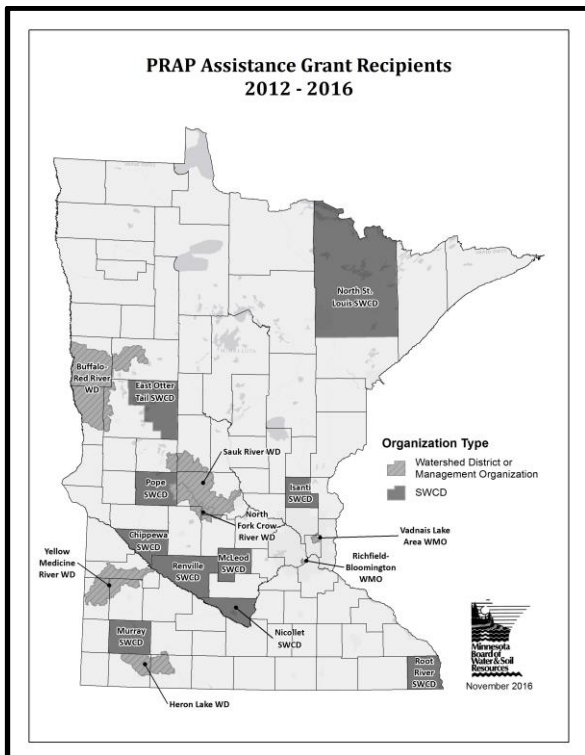 PRAP Assistance Grant Recipients
2012 - 2016
North St.
Louis SWCD
Buffalo-
Red River
WD
East Otter
Tail SWCD
Sauk River WD
Organization Type
Watershed District or
Management Organization
SWCD
Pope
SWCD
Isanti
SWCD
North
Fork Crow
River WD
Vadnais Lake
Area WMO
Chippewa
SWCD
Richfield-
Bloomington
WMO
Yellow
Medicine
River WD
Renville
SWCD
McLeod
SWCD
Murray
SWCD
Nicollet
SWCD
Root
River
SWCD
Heron Lake WD
Minnesota
Board of
Water & Soil
Resources
November 2016